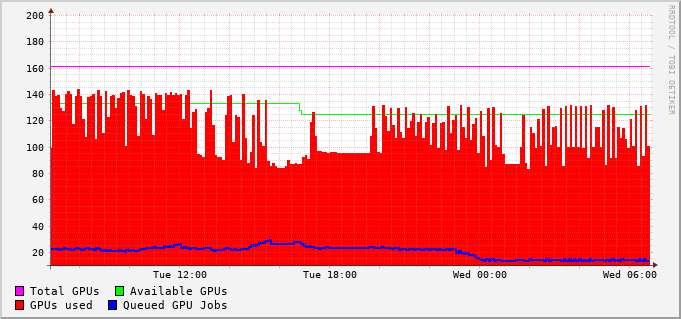 200
180
160
140
120
100
80
60
40
20
Tue 12:00 Tue 18:00 Wed 00:00 Wed 06:00
Total GPUs Available GPUs
GPUs used Queued GPU Jobs
RRDTOOL / TOBI OETIKER